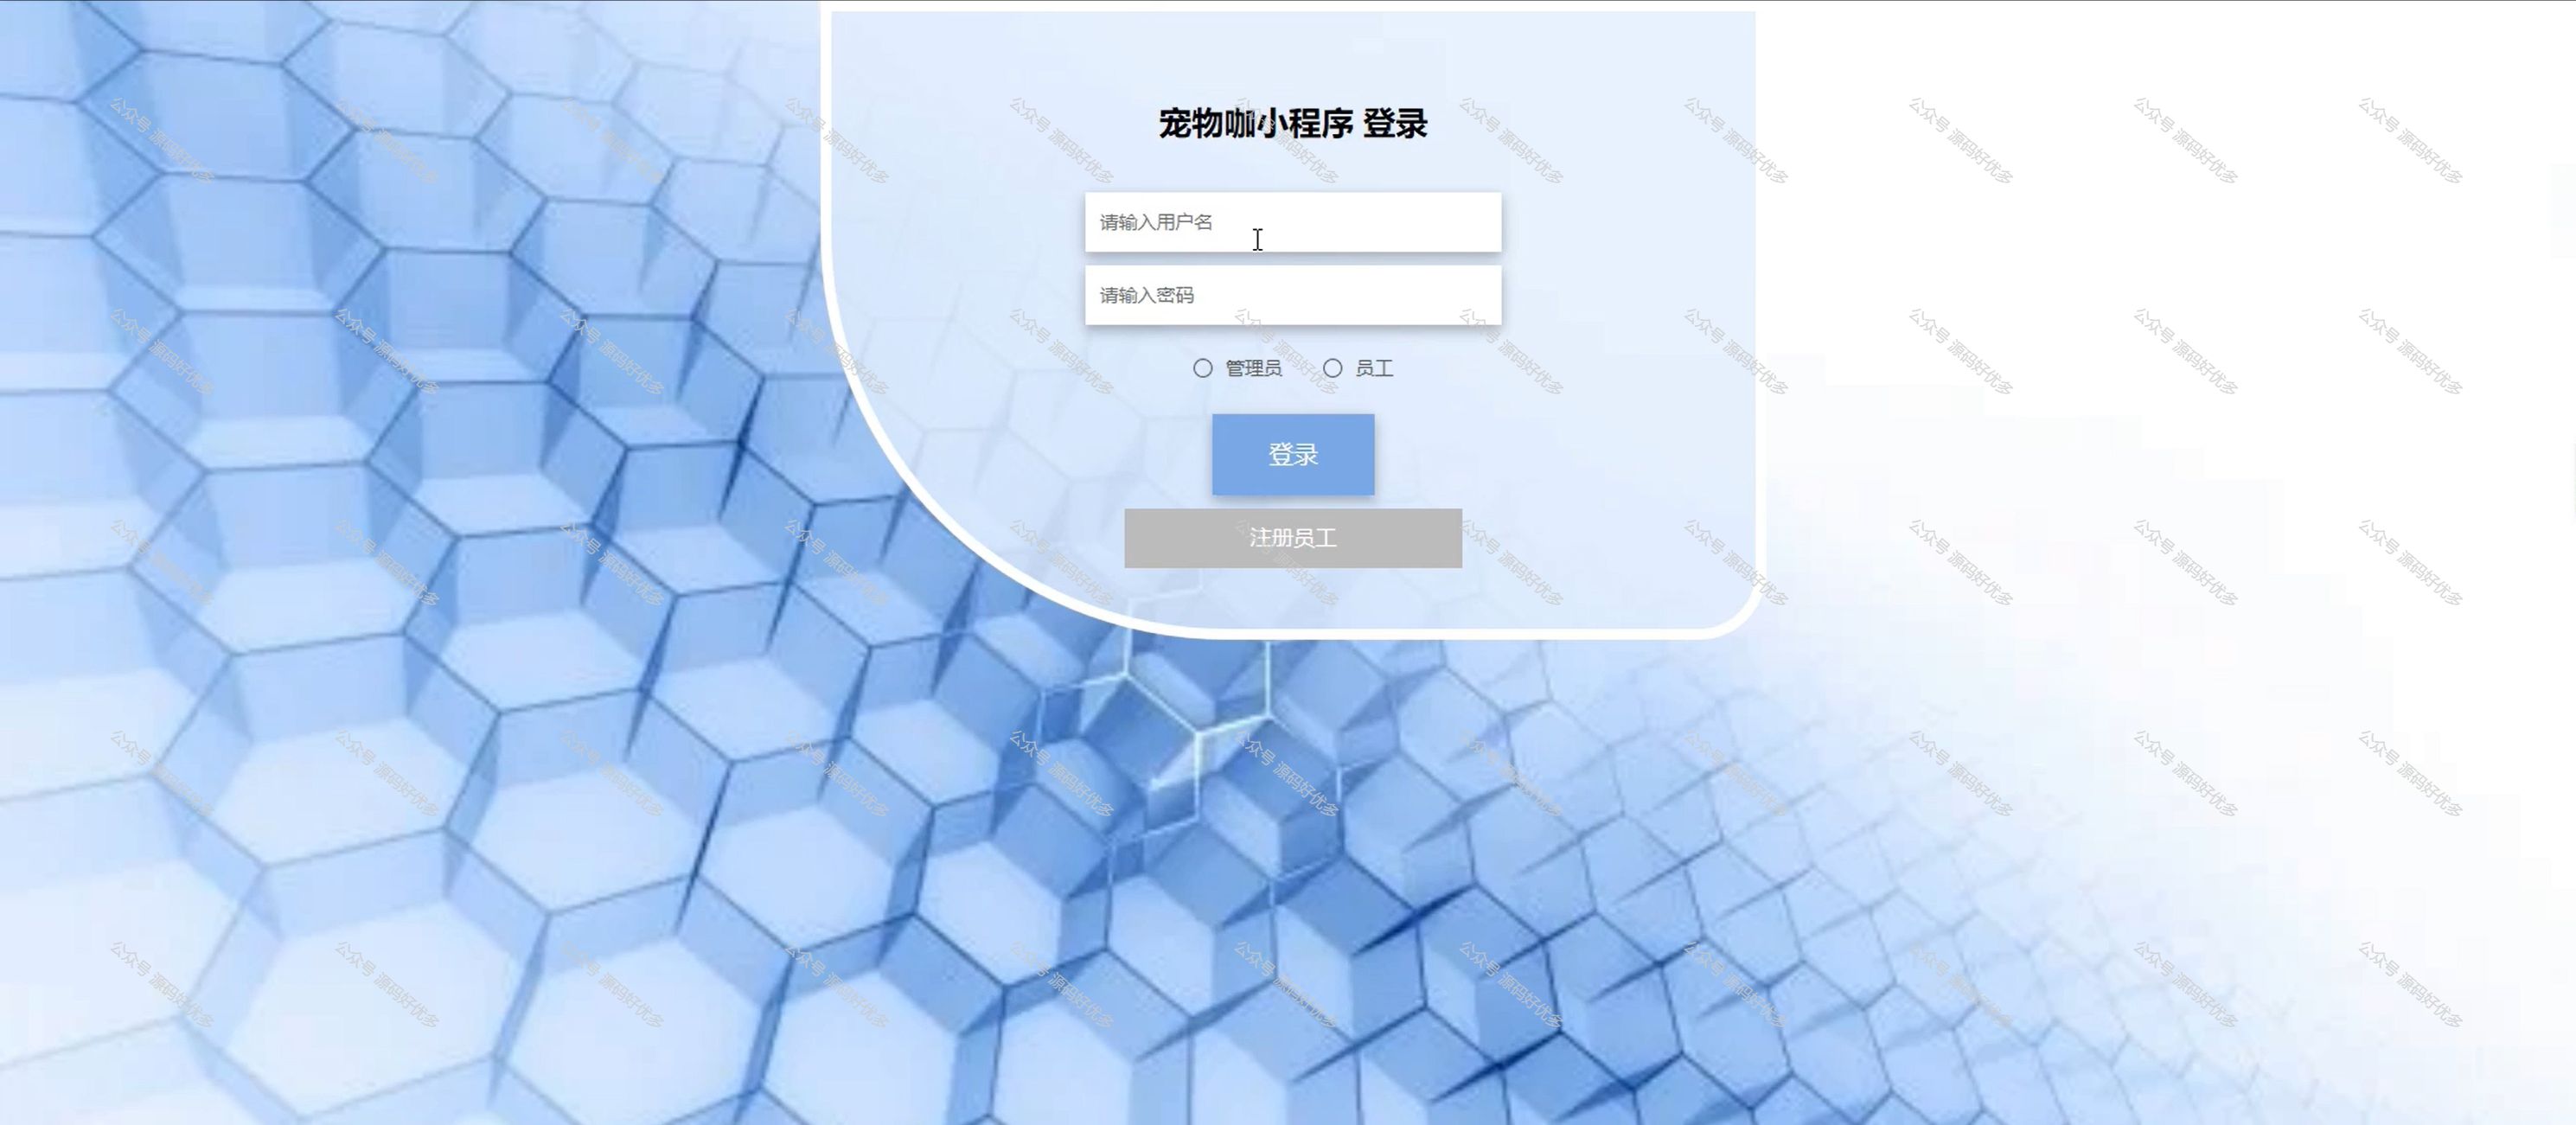 宠物咖小程序 登录
请输入用户名
请输入密码
管理员 员工
登录
注册员工
公众号 源码好优多